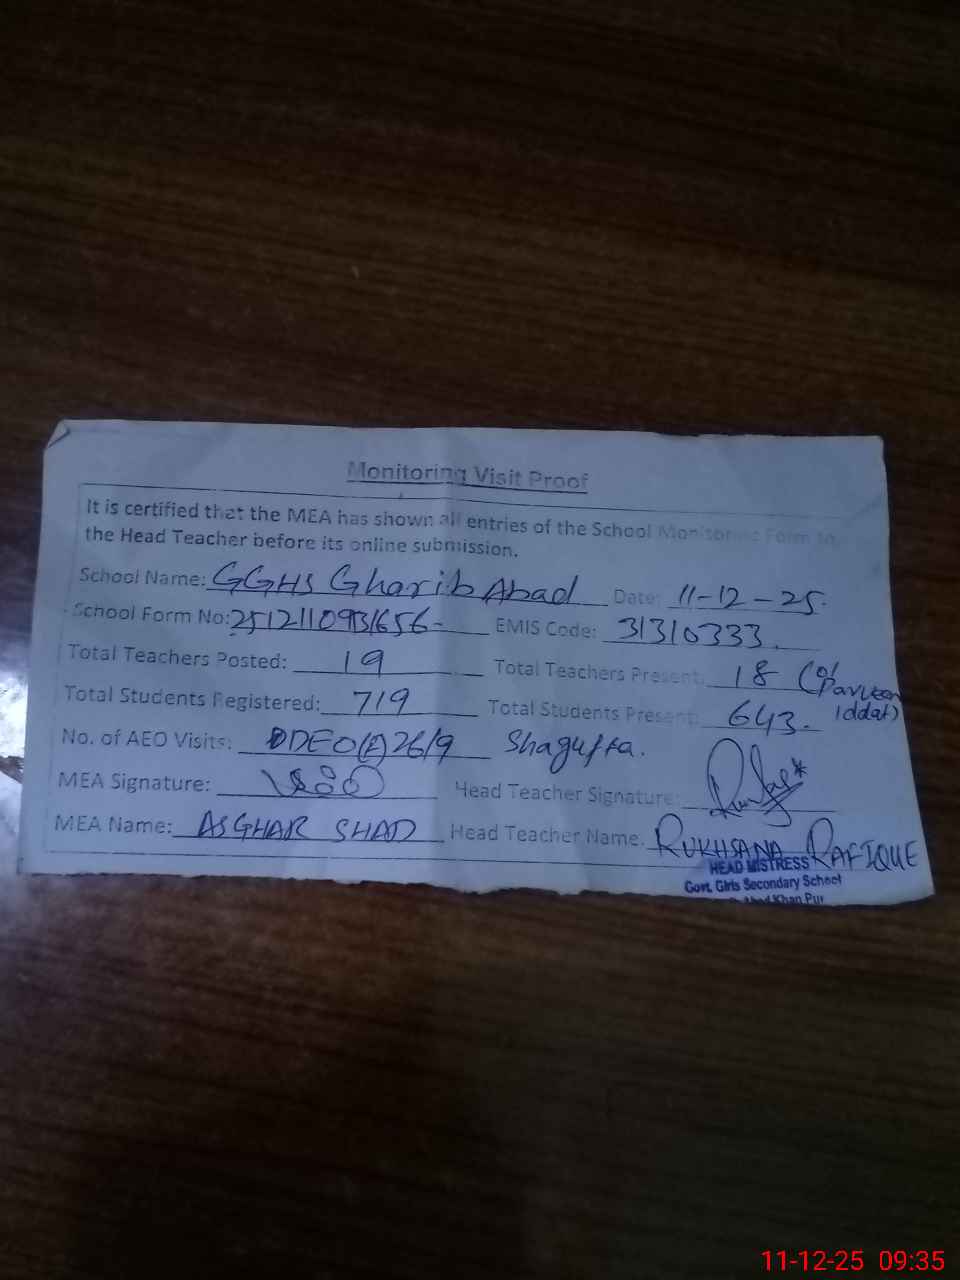 Monitoring Visit Proof
It is certified that the MEA has shown all entries of the School Monitoring Form to
the Head Teacher before its online submission.
School Name: GGHS Gharib Abad Date: 11-12-25.
School Form No: EMIS Code: 31310333.
Total Teachers Posted: 19 Total Teachers Present: 18 (Parveen
iddat)
Total Students Registered: 719 Total Students Present: 643.
No. of AEO Visits: DDEO(E) 26/9 Shagufta.
MEA Signature: Head Teacher Signature:
MEA Name: ASGHAR SHAD Head Teacher Name: RUKHSANA RAFIQUE
HEAD MISTRESS
Govt. Girls Secondary School
Abad Khan Pur
11-12-25 09:35